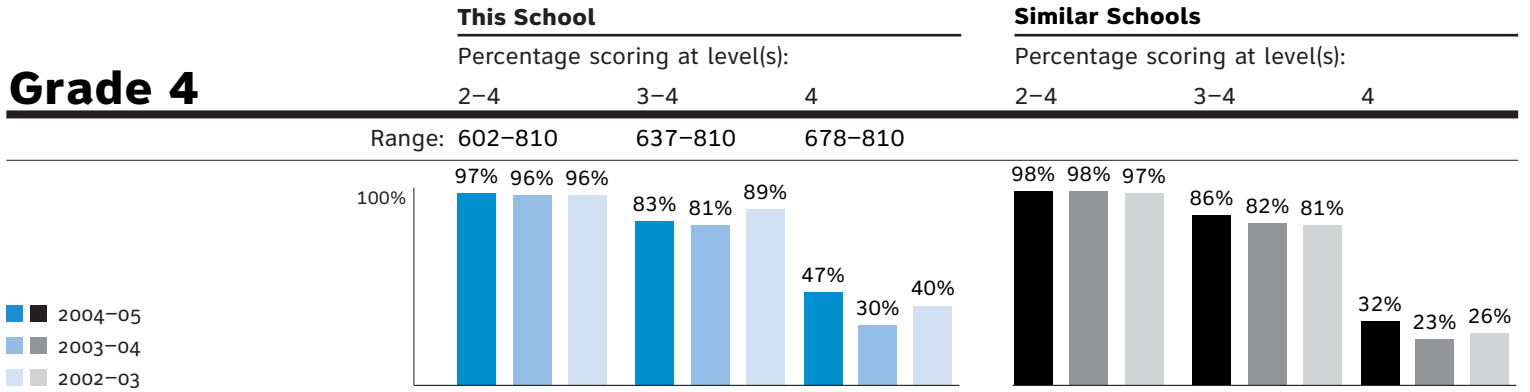 This School Similar Schools
Percentage scoring at level(s): Percentage scoring at level(s):
Grade 4 2–4 3–4 4 2–4 3–4 4
Range: 602–810 637–810 678–810
97% 96% 96% 83% 81% 89% 47% 30% 40% 98% 98% 97% 86% 82% 81% 32% 23% 26%
100%
2004–05
2003–04
2002–03